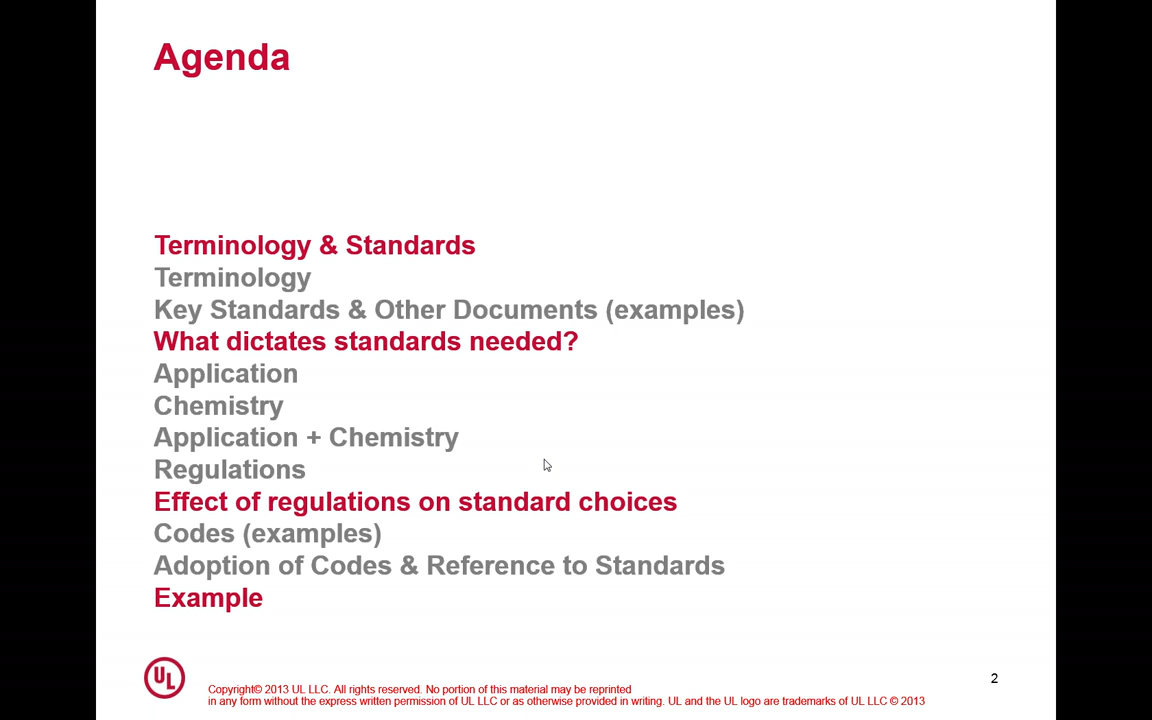 Agenda
Terminology & Standards
Terminology
Key Standards & Other Documents (examples)
What dictates standards needed?
Application
Chemistry
Application + Chemistry
Regulations
Effect of regulations on standard choices
Codes (examples)
Adoption of Codes & Reference to Standards
Example
UL
Copyright© 2013 UL LLC. All rights reserved. No portion of this material may be reprinted
in any form without the express written permission of UL LLC or as otherwise provided in writing. UL and the UL logo are trademarks of UL LLC © 2013
2